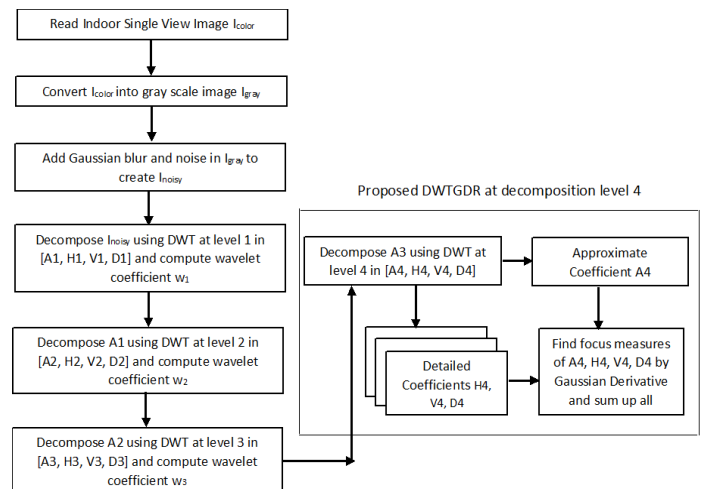 Read Indoor Single View Image Icolor
Convert Icolor into gray scale image Igray
Add Gaussian blur and noise in Igray to
create Inoisy
Decompose Inoisy using DWT at level 1 in
[A1, H1, V1, D1] and compute wavelet
coefficient w1
Decompose A1 using DWT at level 2 in
[A2, H2, V2, D2] and compute wavelet
coefficient w2
Decompose A2 using DWT at level 3 in
[A3, H3, V3, D3] and compute wavelet
coefficient w3
Proposed DWTGDR at decomposition level 4
Decompose A3 using DWT at
level 4 in [A4, H4, V4, D4]
Approximate
Coefficient A4
Detailed
Coefficients H4,
V4, D4
Find focus measures
of A4, H4, V4, D4 by
Gaussian Derivative
and sum up all